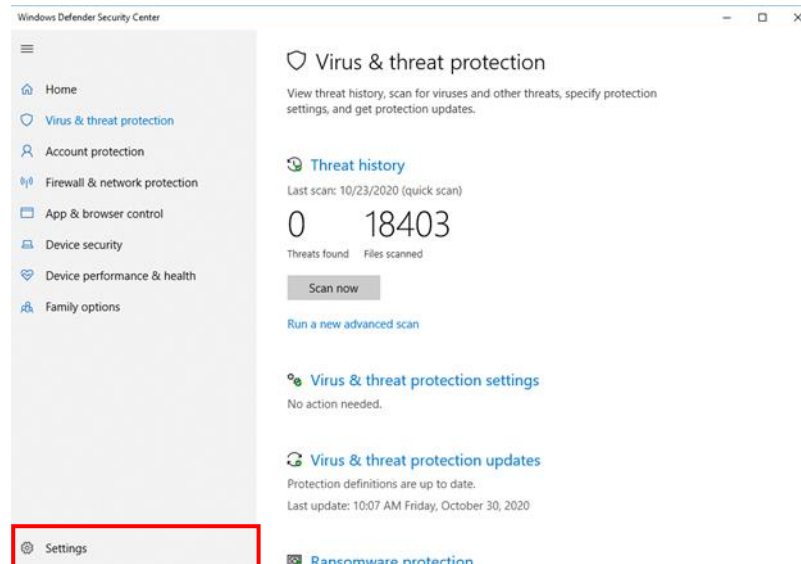 Windows Defender Security Center
Home
Virus & threat protection
Account protection
Firewall & network protection
App & browser control
Device security
Device performance & health
Family options
Settings
Virus & threat protection
View threat history, scan for viruses and other threats, specify protection
settings, and get protection updates.
Threat history
Last scan: 10/23/2020 (quick scan)
0 18403
Threats found Files scanned
Scan now
Run a new advanced scan
Virus & threat protection settings
No action needed.
Virus & threat protection updates
Protection definitions are up to date.
Last update: 10:07 AM Friday, October 30, 2020
Ransomware protection